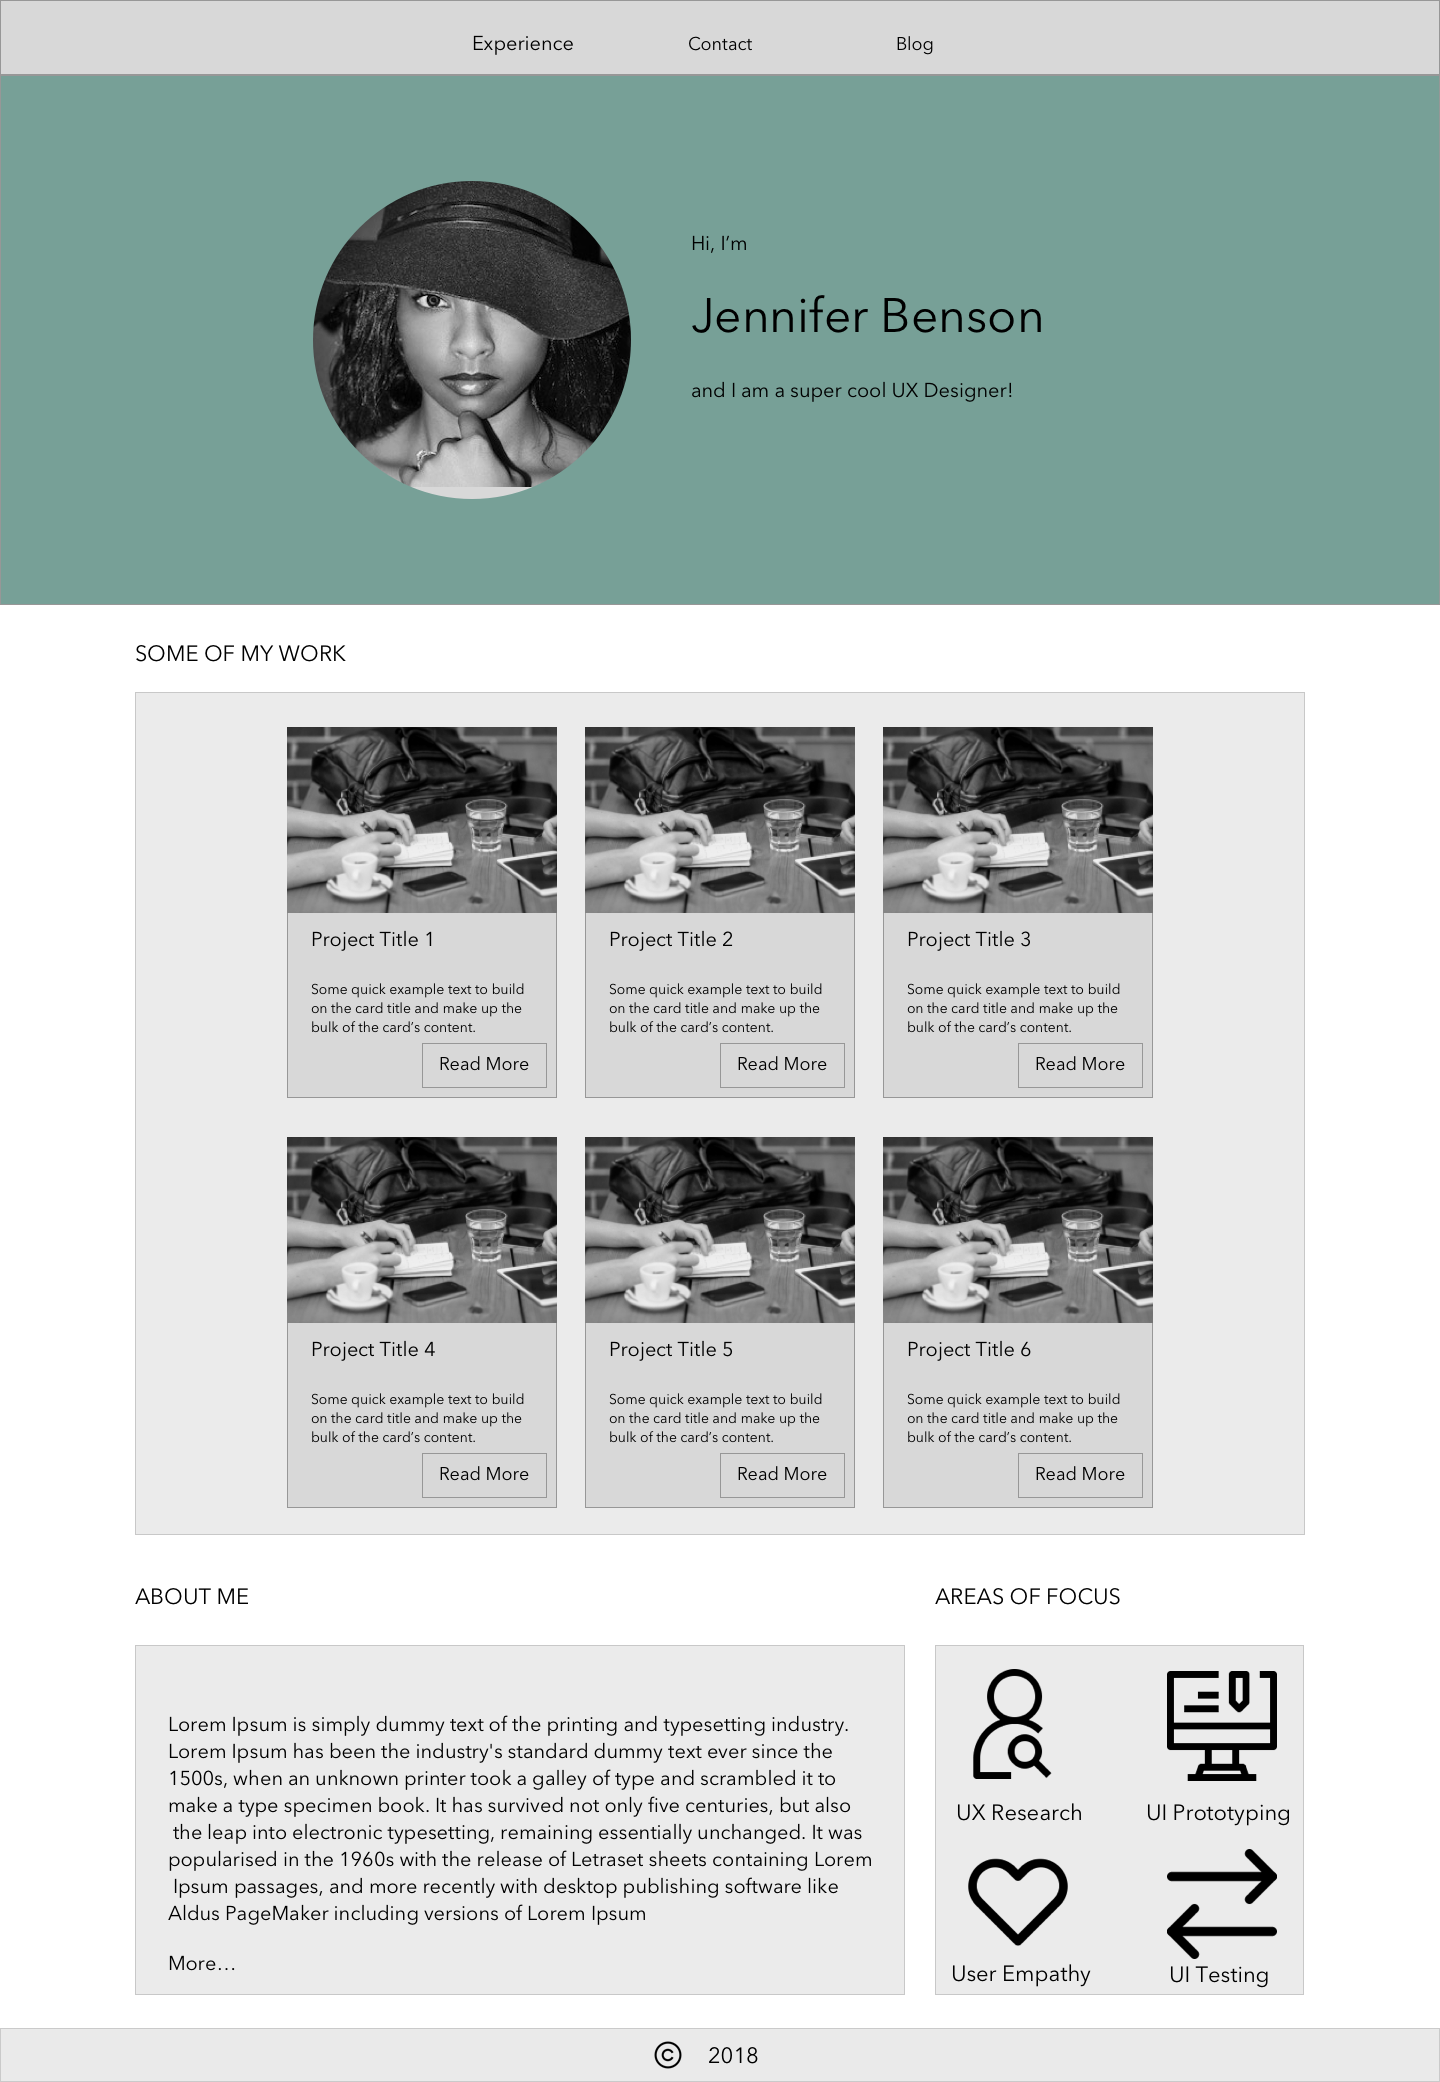 Experience
Contact
Blog
Hi, I’m
Jennifer Benson
and I am a super cool UX Designer!
SOME OF MY WORK
Project Title 1
Some quick example text to build
on the card title and make up the
bulk of the card’s content.
Read More
Project Title 2
Some quick example text to build
on the card title and make up the
bulk of the card’s content.
Read More
Project Title 3
Some quick example text to build
on the card title and make up the
bulk of the card’s content.
Read More
Project Title 4
Some quick example text to build
on the card title and make up the
bulk of the card’s content.
Read More
Project Title 5
Some quick example text to build
on the card title and make up the
bulk of the card’s content.
Read More
Project Title 6
Some quick example text to build
on the card title and make up the
bulk of the card’s content.
Read More
ABOUT ME
Lorem Ipsum is simply dummy text of the printing and typesetting industry.
Lorem Ipsum has been the industry's standard dummy text ever since the
1500s, when an unknown printer took a galley of type and scrambled it to
make a type specimen book. It has survived not only five centuries, but also
the leap into electronic typesetting, remaining essentially unchanged. It was
popularised in the 1960s with the release of Letraset sheets containing Lorem
Ipsum passages, and more recently with desktop publishing software like
Aldus PageMaker including versions of Lorem Ipsum
More…
AREAS OF FOCUS
UX Research
UI Prototyping
User Empathy
UI Testing
© 2018